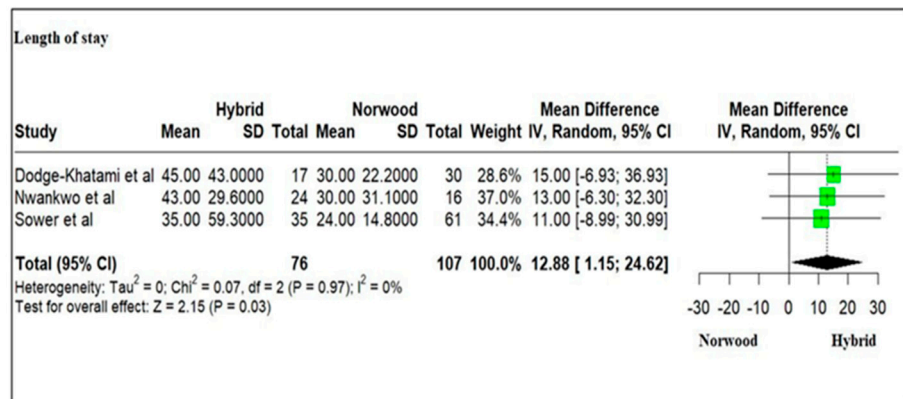 Length of stay
Hybrid Norwood Mean Difference Mean Difference
Study Mean SD Total Mean SD Total Weight IV, Random, 95% CI IV, Random, 95% CI
Dodge-Khatami et al 45.00 43.0000 17 30.00 22.2000 30 28.6% 15.00 [-6.93; 36.93]
Nwankwo et al 43.00 29.6000 24 30.00 31.1000 16 37.0% 13.00 [-6.30; 32.30]
Sower et al 35.00 59.3000 35 24.00 14.8000 61 34.4% 11.00 [-8.99; 30.99]
Total (95% CI) 76 107 100.0% 12.88 [ 1.15; 24.62]
Heterogeneity: Tau² = 0; Chi² = 0.07, df = 2 (P = 0.97); I² = 0%
Test for overall effect: Z = 2.15 (P = 0.03)
-30 -20 -10 0 10 20 30
Norwood Hybrid